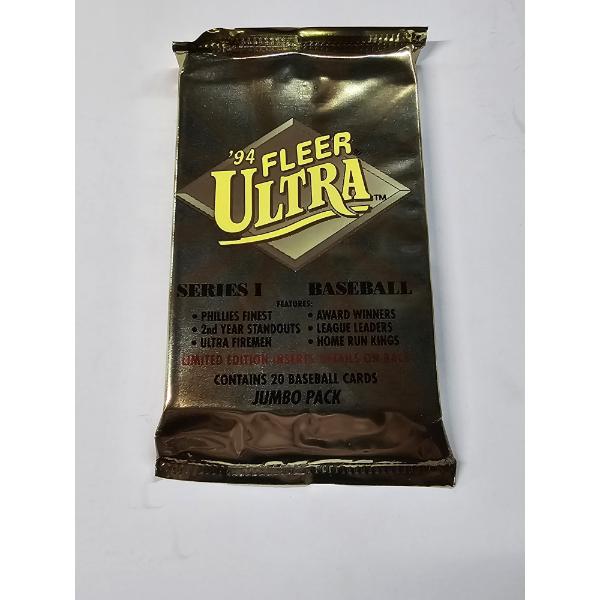 '94 FLEER®
ULTRA™
SERIES I BASEBALL
FEATURES:
• PHILLIES FINEST • AWARD WINNERS
• 2nd YEAR STANDOUTS • LEAGUE LEADERS
• ULTRA FIREMEN • HOME RUN KINGS
LIMITED EDITION INSERTS DETAILS ON BACK
CONTAINS 20 BASEBALL CARDS
JUMBO PACK